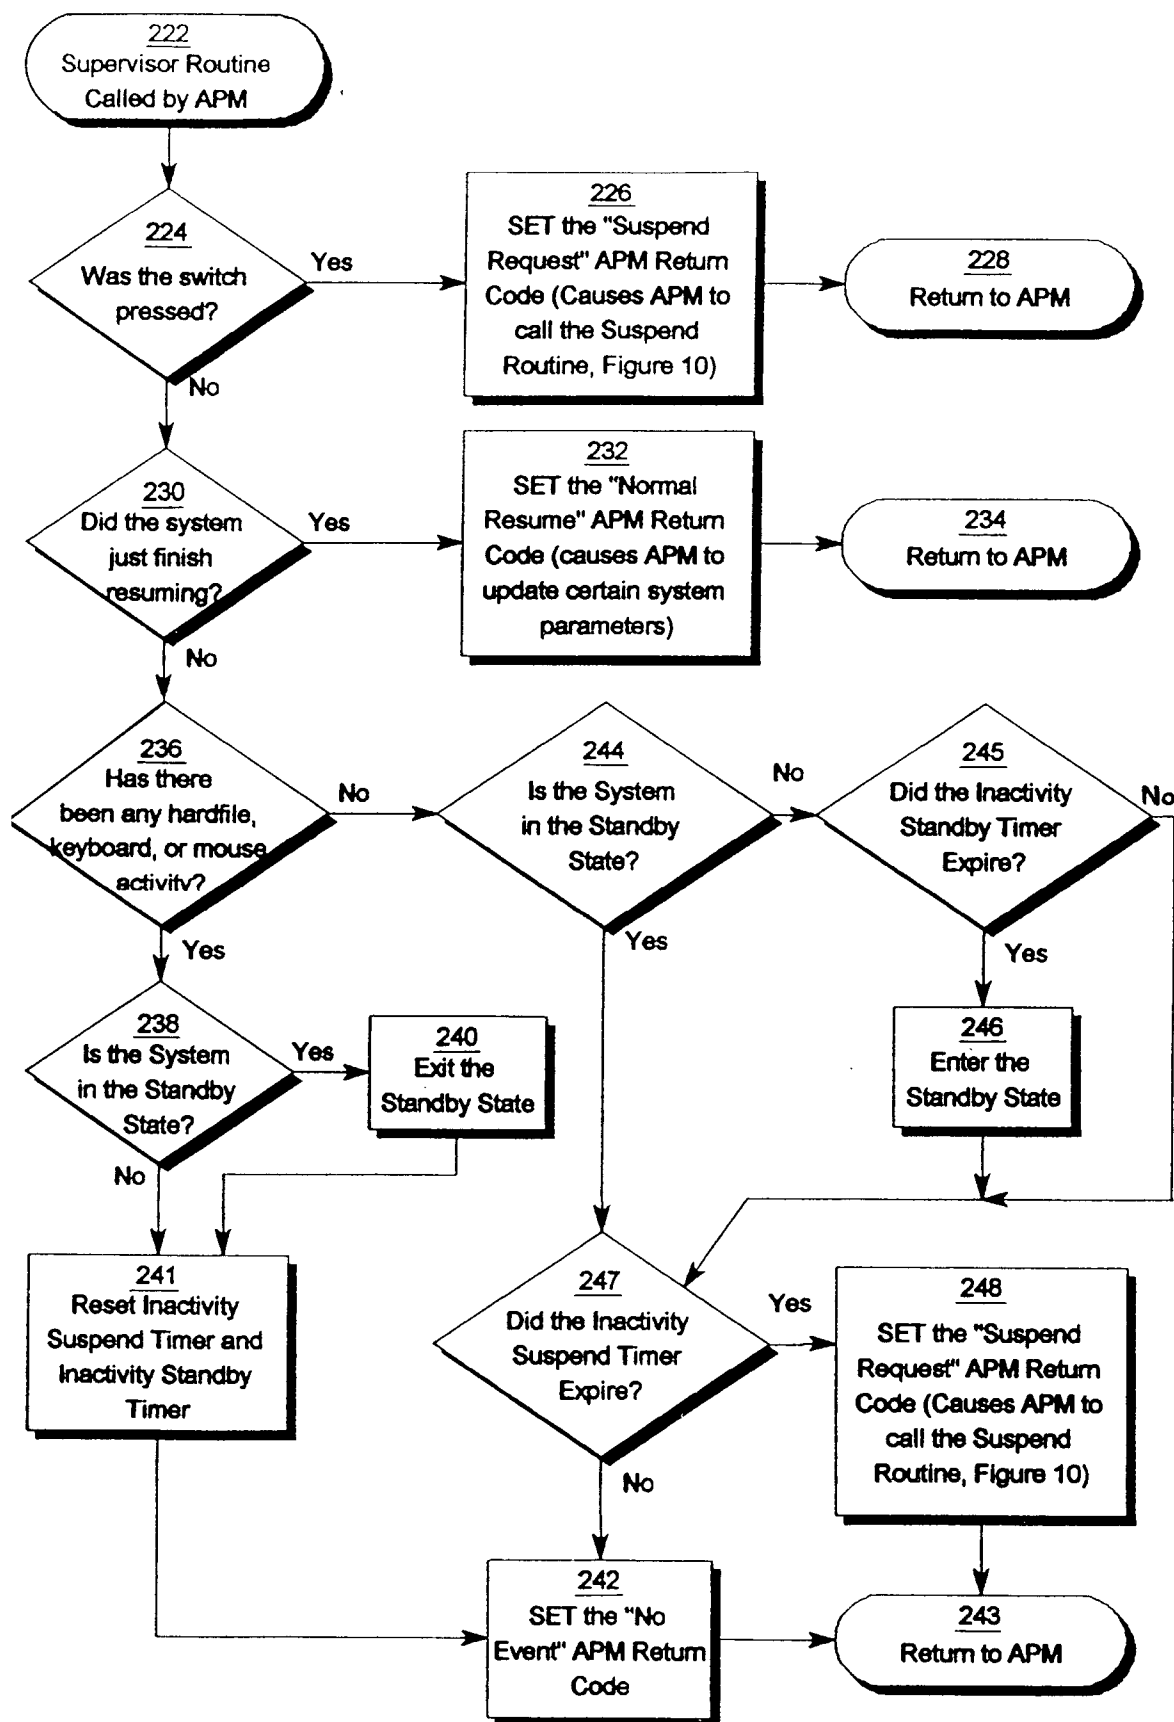 222
Supervisor Routine
Called by APM
224
Was the switch
pressed?
Yes
No
226
SET the "Suspend
Request" APM Return
Code (Causes APM to
call the Suspend
Routine, Figure 10)
228
Return to APM
230
Did the system
just finish
resuming?
Yes
No
232
SET the "Normal
Resume" APM Return
Code (causes APM to
update certain system
parameters)
234
Return to APM
236
Has there
been any hardfile,
keyboard, or mouse
activity?
No
Yes
244
Is the System
in the Standby
State?
No
Yes
245
Did the Inactivity
Standby Timer
Expire?
No
Yes
238
Is the System
in the Standby
State?
Yes
No
240
Exit the
Standby State
246
Enter the
Standby State
241
Reset Inactivity
Suspend Timer and
Inactivity Standby
Timer
247
Did the Inactivity
Suspend Timer
Expire?
Yes
No
248
SET the "Suspend
Request" APM Return
Code (Causes APM to
call the Suspend
Routine, Figure 10)
242
SET the "No
Event" APM Return
Code
243
Return to APM